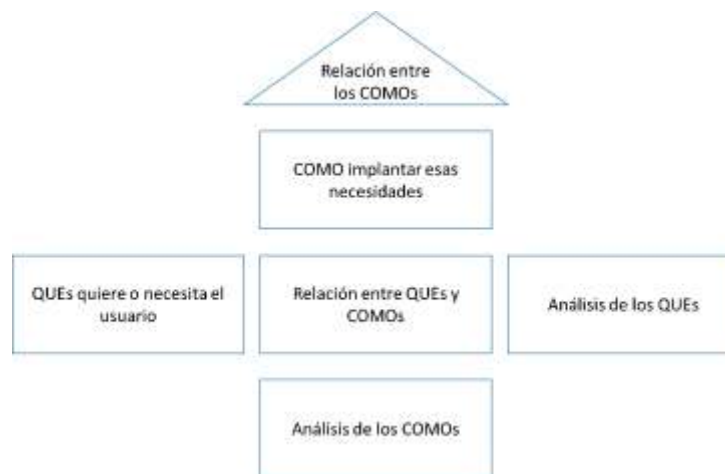 Relación entre
los COMOs
COMO implantar esas
necesidades
QUEs quiere o necesita el
usuario
Relación entre QUEs y
COMOs
Análisis de los QUEs
Análisis de los COMOs